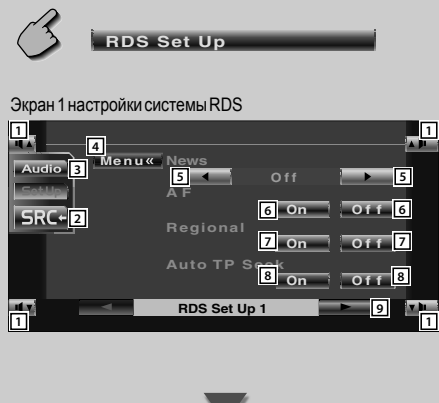 RDS Set Up
Экран 1 настройки системы RDS
1 1
4
Menu« News
Audio 3
5 Off 5
AF
SetUp
6 On Off 6
SRC 2
Regional
7 On Off 7
Auto TP Seek
8 On Off 8
RDS Set Up 1 9
1 1